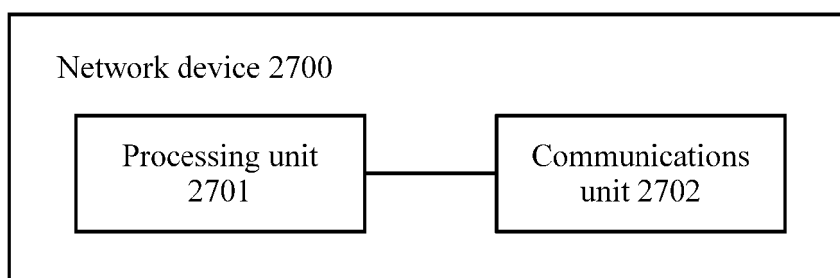 Network device 2700
Processing unit
2701
Communications
unit 2702